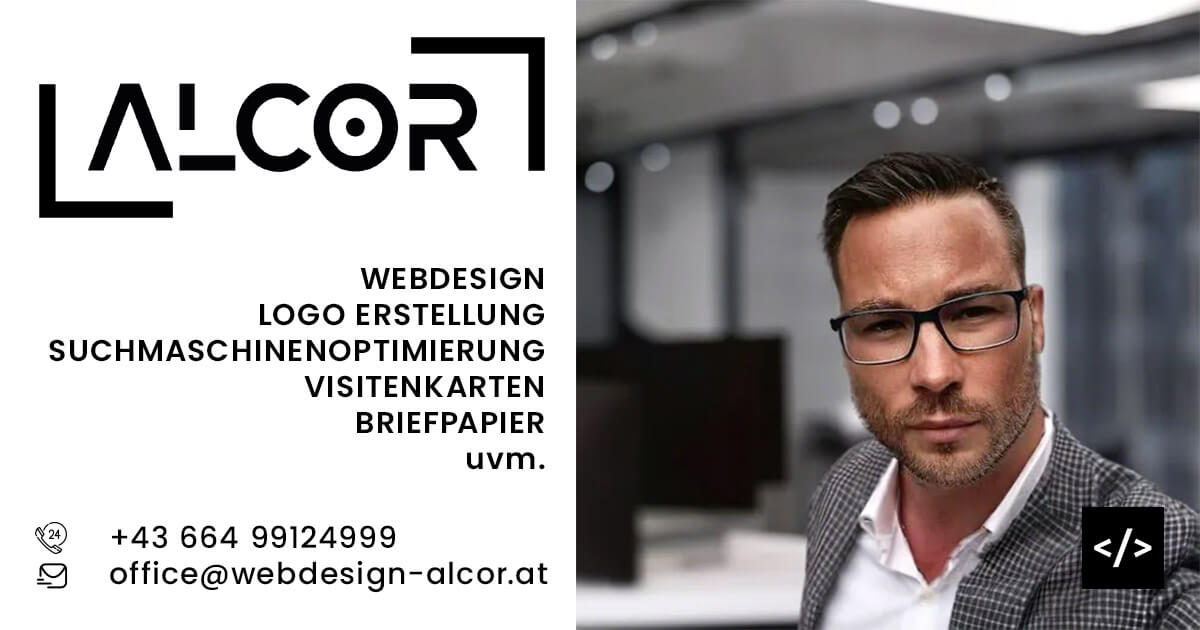 ALCOR
WEBDESIGN
LOGO ERSTELLUNG
SUCHMASCHINENOPTIMIERUNG
VISITENKARTEN
BRIEFPAPIER
uvm.
24
+43 664 99124999
office@webdesign-alcor.at
</>